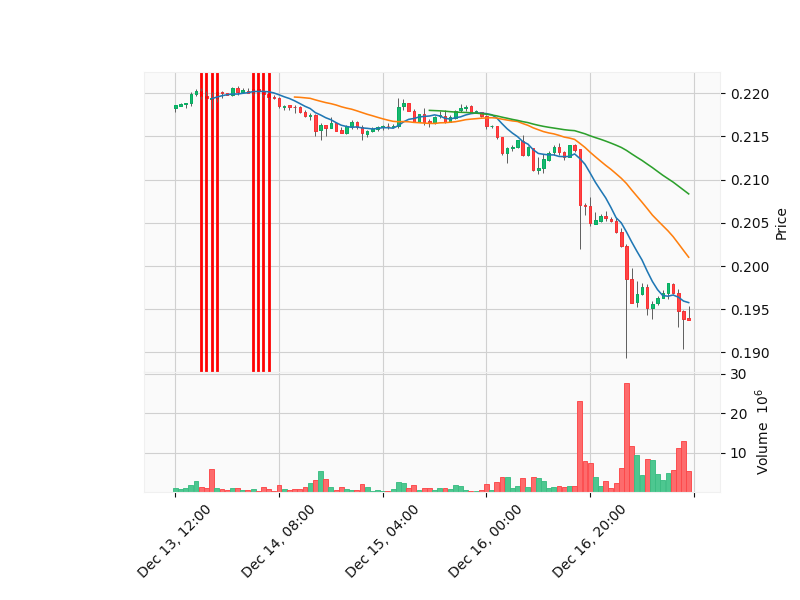 0.220
0.215
0.210
0.205
0.200
0.195
0.190
Price
30
20
10
Volume 10⁶
Dec 13, 12:00
Dec 14, 08:00
Dec 15, 04:00
Dec 16, 00:00
Dec 16, 20:00